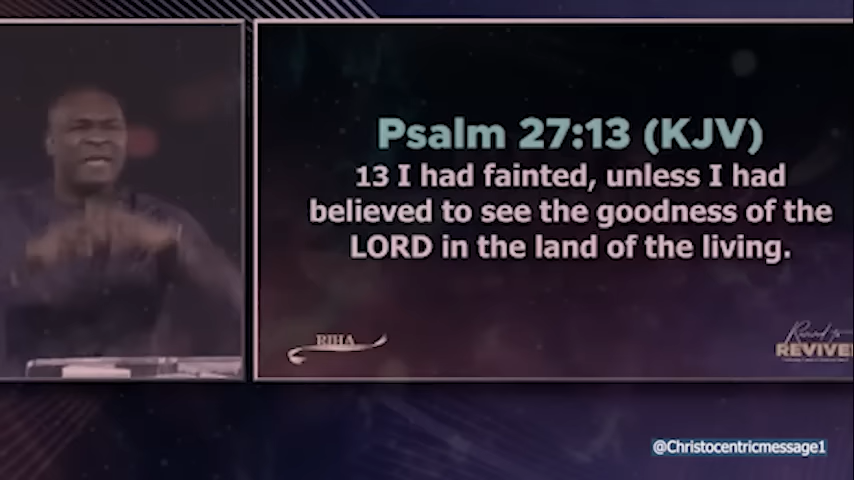 Psalm 27:13 (KJV)
13 I had fainted, unless I had
believed to see the goodness of the
LORD in the land of the living.
RIHA
REVIVE
@Christocentricmessage1